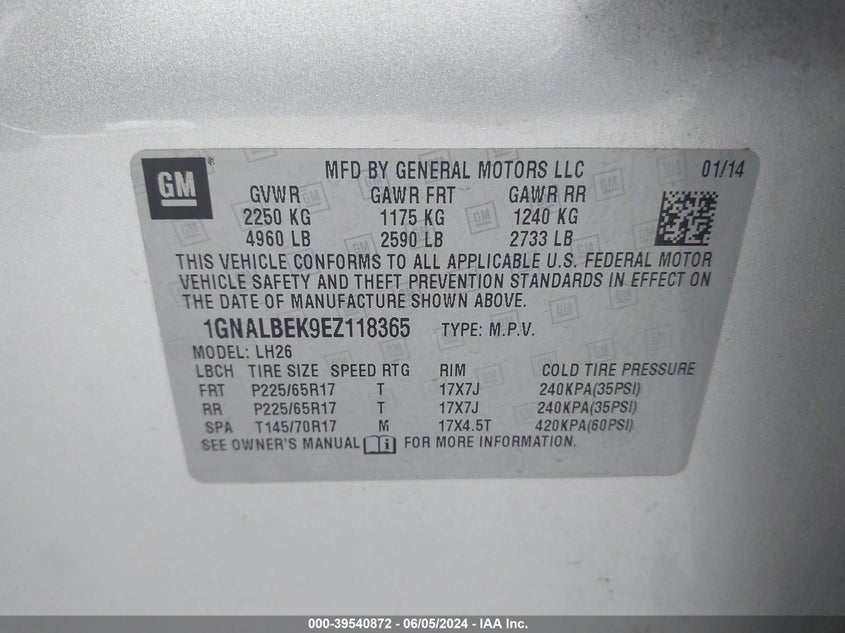 GM ® MFD BY GENERAL MOTORS LLC 01/14
GVWR GAWR FRT GAWR RR
2250 KG 1175 KG 1240 KG
4960 LB 2590 LB 2733 LB
THIS VEHICLE CONFORMS TO ALL APPLICABLE U.S. FEDERAL MOTOR
VEHICLE SAFETY AND THEFT PREVENTION STANDARDS IN EFFECT ON
THE DATE OF MANUFACTURE SHOWN ABOVE.
1GNALBEK9EZ118365 TYPE: M.P.V.
MODEL: LH26
LBCH TIRE SIZE SPEED RTG RIM COLD TIRE PRESSURE
FRT P225/65R17 T 17X7J 240KPA(35PSI)
RR P225/65R17 T 17X7J 240KPA(35PSI)
SPA T145/70R17 M 17X4.5T 420KPA(60PSI)
SEE OWNER'S MANUAL i FOR MORE INFORMATION.
000-39540872 - 06/05/2024 - IAA Inc.